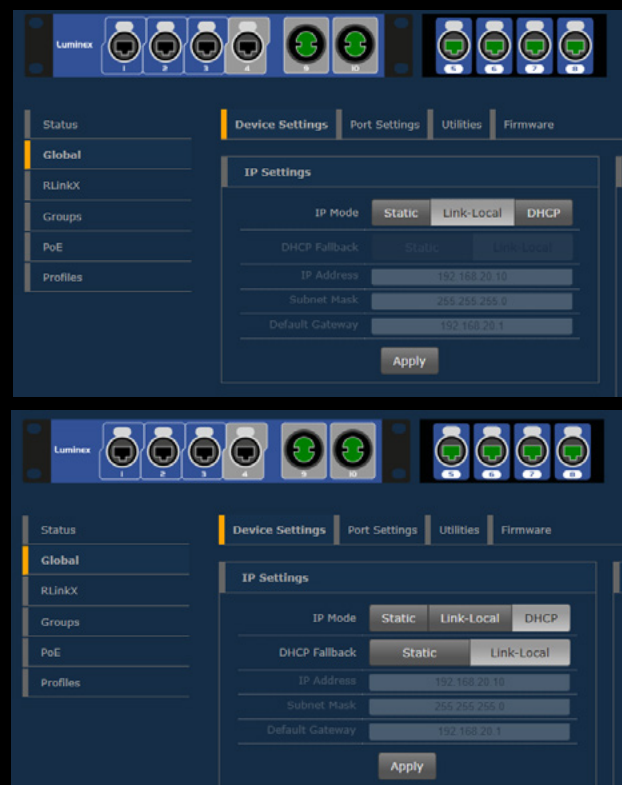 Luminex
1 2 3 4 9 10 5 6 7 8
Status
Global
RLinkX
Groups
PoE
Profiles
Device Settings Port Settings Utilities Firmware
IP Settings
IP Mode Static Link-Local DHCP
DHCP Fallback Static Link-Local
IP Address 192.168.20.10
Subnet Mask 255.255.255.0
Default Gateway 192.168.20.1
Apply
Luminex
1 2 3 4 9 10 5 6 7 8
Status
Global
RLinkX
Groups
PoE
Profiles
Device Settings Port Settings Utilities Firmware
IP Settings
IP Mode Static Link-Local DHCP
DHCP Fallback Static Link-Local
IP Address 192.168.20.10
Subnet Mask 255.255.255.0
Default Gateway 192.168.20.1
Apply